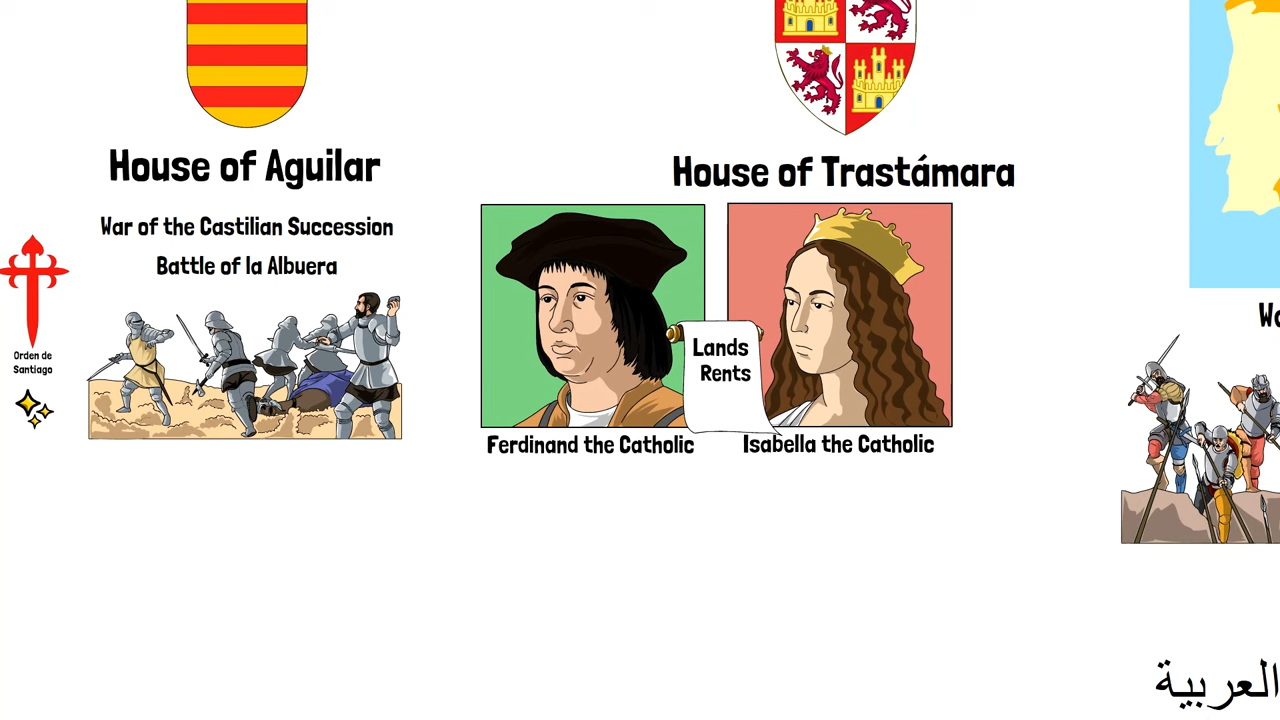 House of Aguilar
War of the Castilian Succession
Battle of la Albuera
Orden de
Santiago
House of Trastámara
Lands
Rents
Ferdinand the Catholic
Isabella the Catholic
العربية